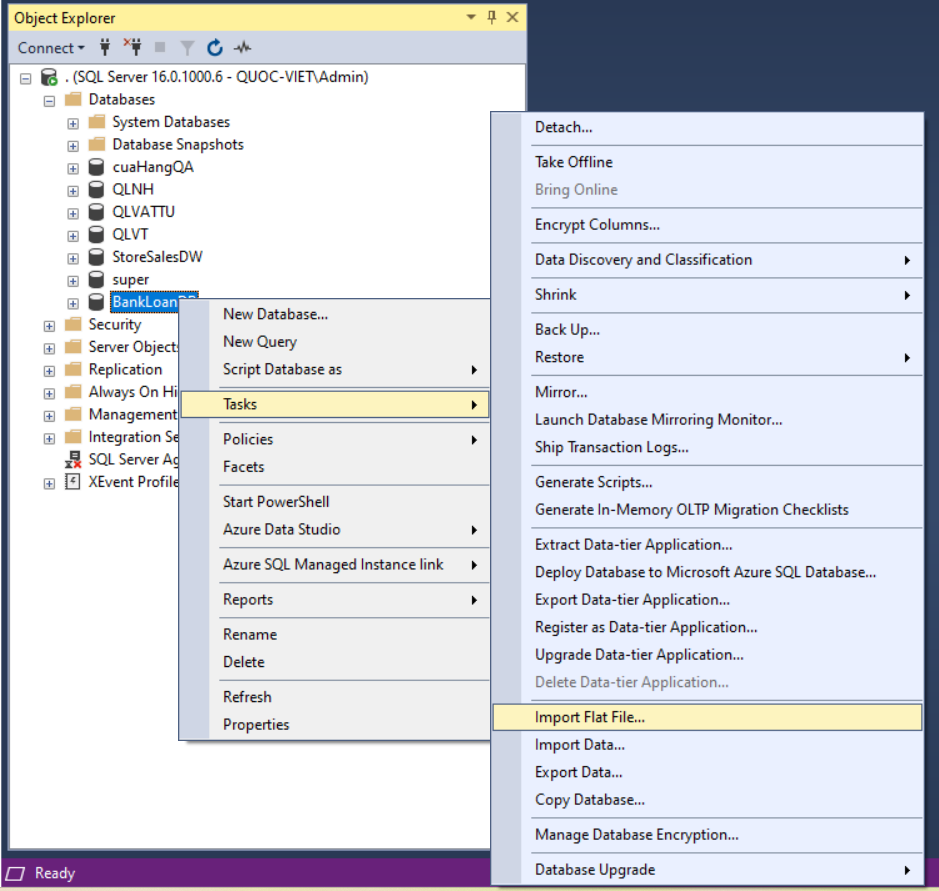 Object Explorer
Connect
. (SQL Server 16.0.1000.6 - QUOC-VIET\Admin)
Databases
System Databases
Database Snapshots
cuaHangQA
QLNH
QLVATTU
QLVT
StoreSalesDW
super
BankLoanDB
Security
Server Objects
Replication
Always On Hi
Management
Integration Se
SQL Server Ag
XEvent Profile
New Database...
New Query
Script Database as
Tasks
Policies
Facets
Start PowerShell
Azure Data Studio
Azure SQL Managed Instance link
Reports
Rename
Delete
Refresh
Properties
Detach...
Take Offline
Bring Online
Encrypt Columns...
Data Discovery and Classification
Shrink
Back Up...
Restore
Mirror...
Launch Database Mirroring Monitor...
Ship Transaction Logs...
Generate Scripts...
Generate In-Memory OLTP Migration Checklists
Extract Data-tier Application...
Deploy Database to Microsoft Azure SQL Database...
Export Data-tier Application...
Register as Data-tier Application...
Upgrade Data-tier Application...
Delete Data-tier Application...
Import Flat File...
Import Data...
Export Data...
Copy Database...
Manage Database Encryption...
Database Upgrade
Ready